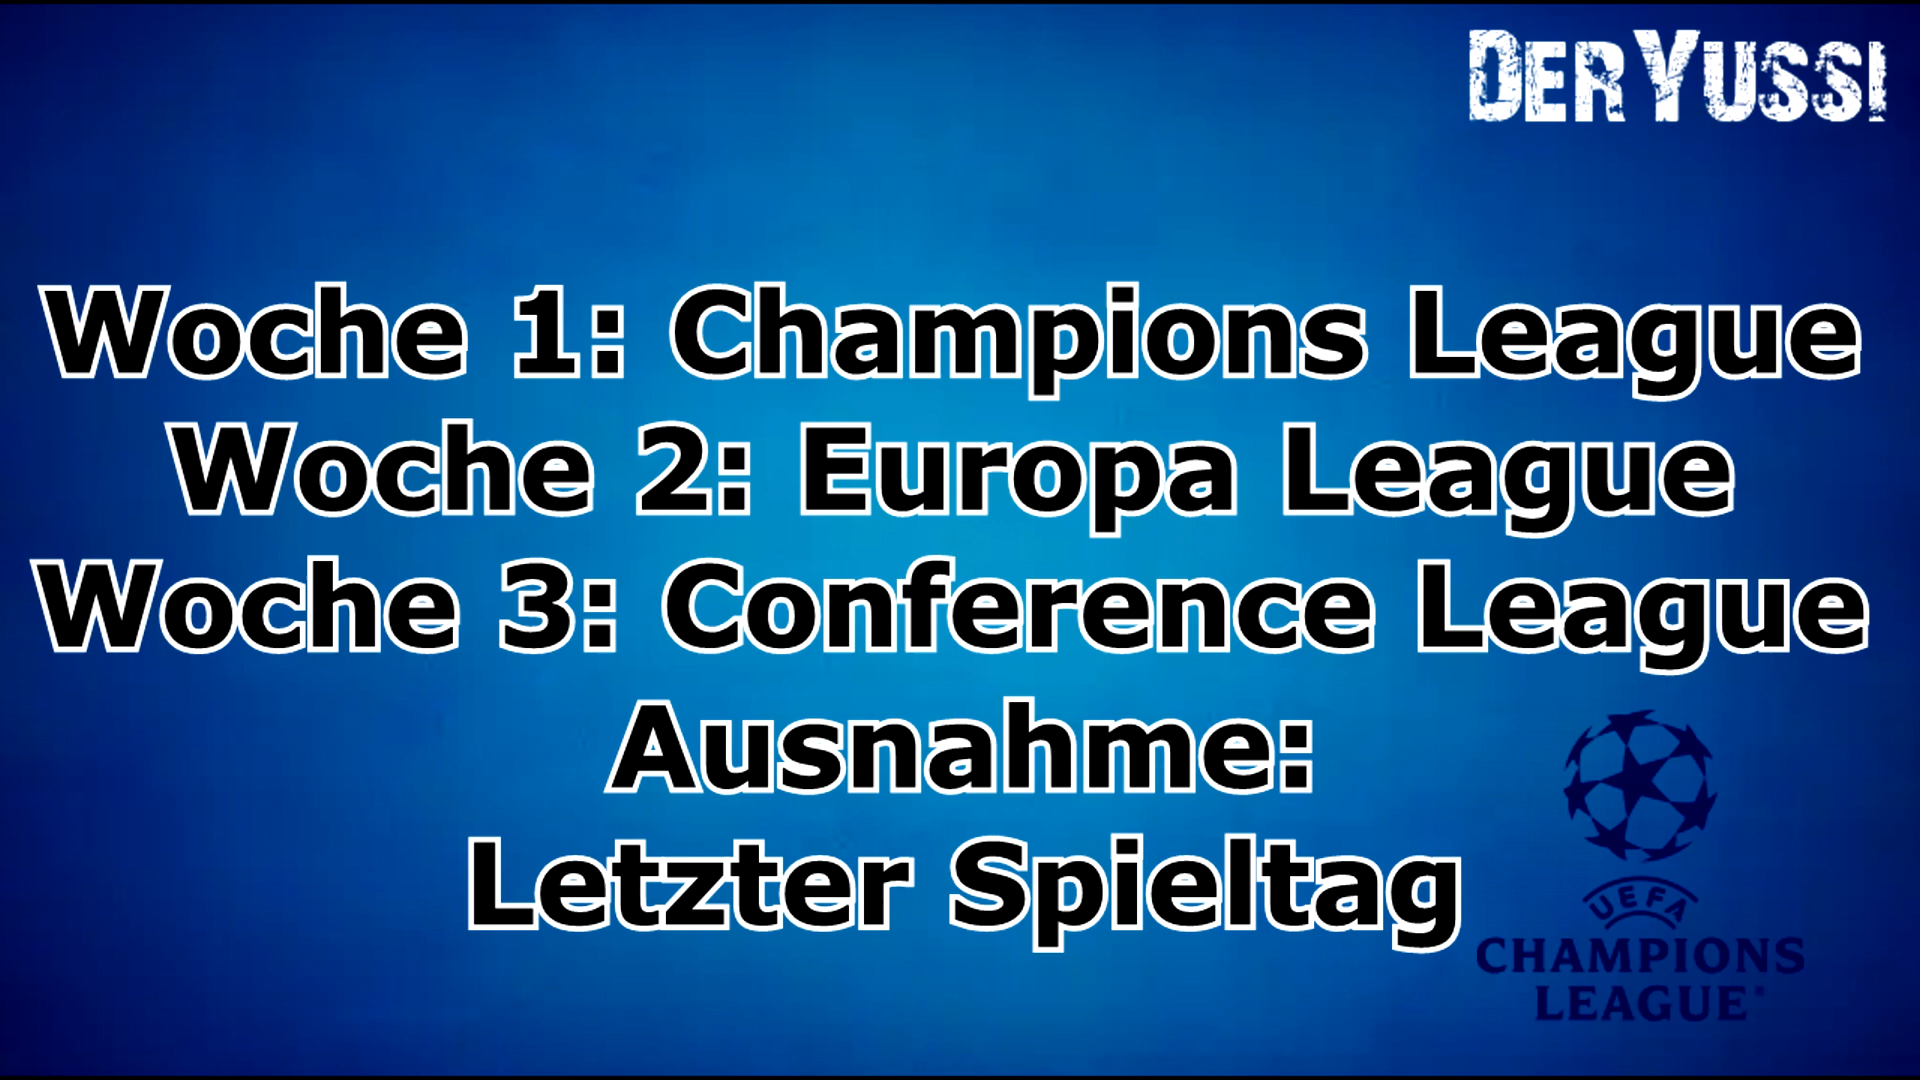 DERYUSSI
Woche 1: Champions League
Woche 2: Europa League
Woche 3: Conference League
Ausnahme:
Letzter Spieltag
UEFA
CHAMPIONS
LEAGUE